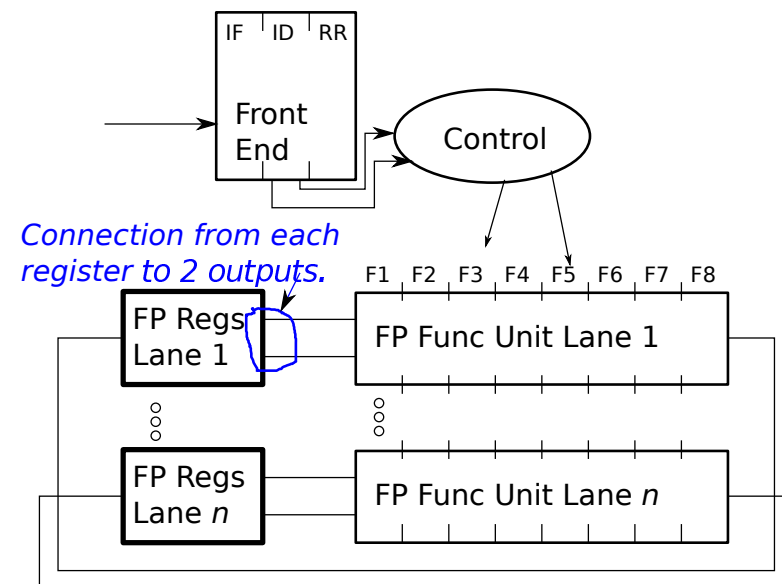 IF ID RR
Front
End
Control
Connection from each
register to 2 outputs.
F1 F2 F3 F4 F5 F6 F7 F8
FP Regs
Lane 1
FP Func Unit Lane 1
FP Regs
Lane n
FP Func Unit Lane n